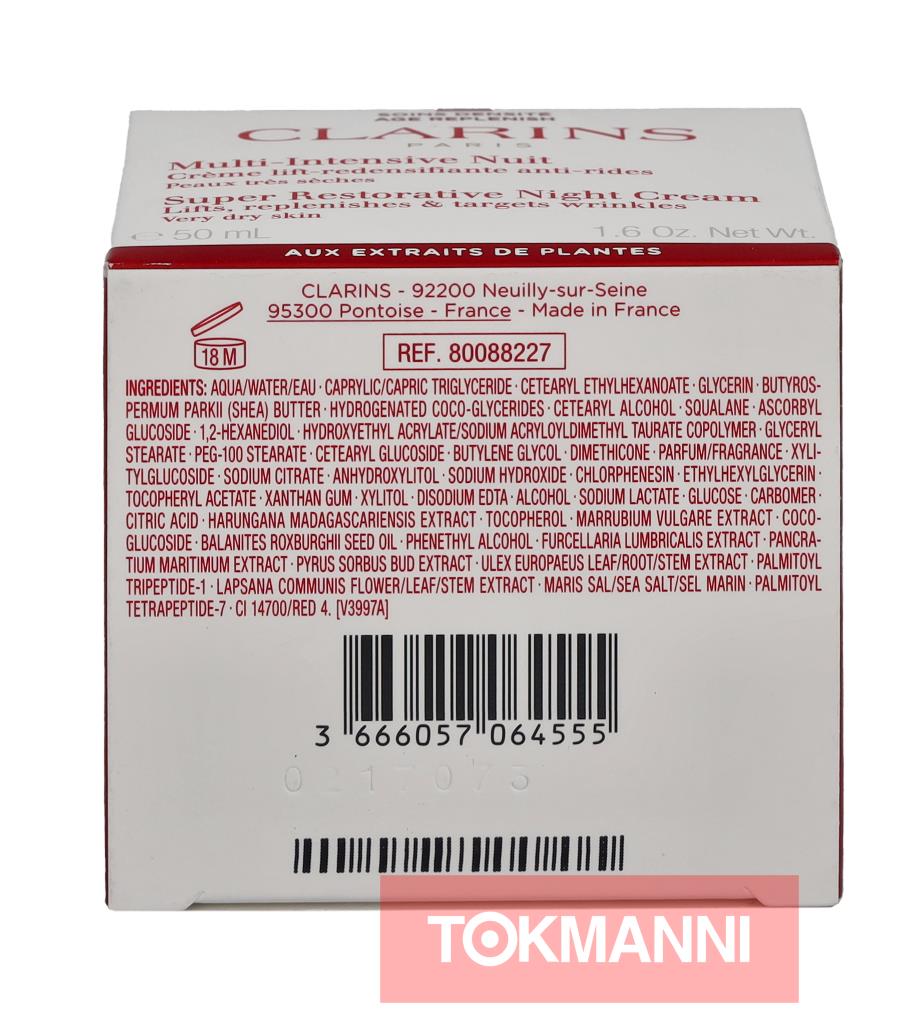 SOINS DENSITÉ
AGE REPLENISH
CLARINS
PARIS
Multi-Intensive Nuit
Crème lift-redensifiante anti-rides
Peaux très sèches
Super Restorative Night Cream
Lifts, replenishes & targets wrinkles
Very dry skin
℮ 50 mL 1.6 Oz. Net Wt.
AUX EXTRAITS DE PLANTES
CLARINS - 92200 Neuilly-sur-Seine
95300 Pontoise - France - Made in France
18 M
REF. 80088227
INGREDIENTS: AQUA/WATER/EAU · CAPRYLIC/CAPRIC TRIGLYCERIDE · CETEARYL ETHYLHEXANOATE · GLYCERIN · BUTYROS-
PERMUM PARKII (SHEA) BUTTER · HYDROGENATED COCO-GLYCERIDES · CETEARYL ALCOHOL · SQUALANE · ASCORBYL
GLUCOSIDE · 1,2-HEXANEDIOL · HYDROXYETHYL ACRYLATE/SODIUM ACRYLOYLDIMETHYL TAURATE COPOLYMER · GLYCERYL
STEARATE · PEG-100 STEARATE · CETEARYL GLUCOSIDE · BUTYLENE GLYCOL · DIMETHICONE · PARFUM/FRAGRANCE · XYLI-
TYLGLUCOSIDE · SODIUM CITRATE · ANHYDROXYLITOL · SODIUM HYDROXIDE · CHLORPHENESIN · ETHYLHEXYLGLYCERIN ·
TOCOPHERYL ACETATE · XANTHAN GUM · XYLITOL · DISODIUM EDTA · ALCOHOL · SODIUM LACTATE · GLUCOSE · CARBOMER ·
CITRIC ACID · HARUNGANA MADAGASCARIENSIS EXTRACT · TOCOPHEROL · MARRUBIUM VULGARE EXTRACT · COCO-
GLUCOSIDE · BALANITES ROXBURGHII SEED OIL · PHENETHYL ALCOHOL · FURCELLARIA LUMBRICALIS EXTRACT · PANCRA-
TIUM MARITIMUM EXTRACT · PYRUS SORBUS BUD EXTRACT · ULEX EUROPAEUS LEAF/ROOT/STEM EXTRACT · PALMITOYL
TRIPEPTIDE-1 · LAPSANA COMMUNIS FLOWER/LEAF/STEM EXTRACT · MARIS SAL/SEA SALT/SEL MARIN · PALMITOYL
TETRAPEPTIDE-7 · CI 14700/RED 4. [V3997A]
3 666057 064555
0217073
TOKMANNI